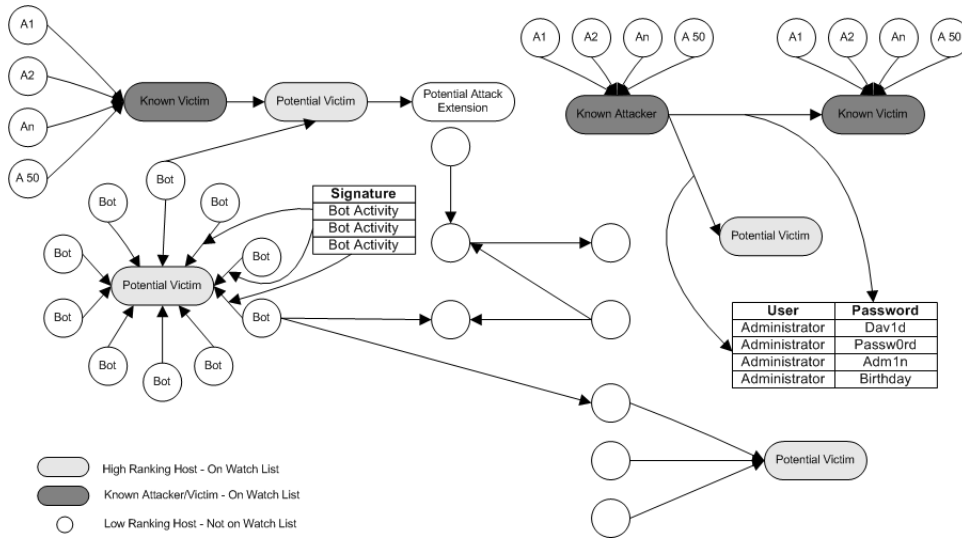 A1
A2
An
A 50
Known Victim
Potential Victim
Potential Attack
Extension
A1
A2
An
A 50
A1
A2
An
A 50
Known Attacker
Known Victim
Potential Victim
Bot
Bot
Bot
Bot
Bot
Bot
Bot
Bot
Bot
Bot
Potential Victim
Signature
Bot Activity
Bot Activity
Bot Activity
User Password
Administrator Dav1d
Administrator Passw0rd
Administrator Adm1n
Administrator Birthday
Potential Victim
High Ranking Host - On Watch List
Known Attacker/Victim - On Watch List
Low Ranking Host - Not on Watch List